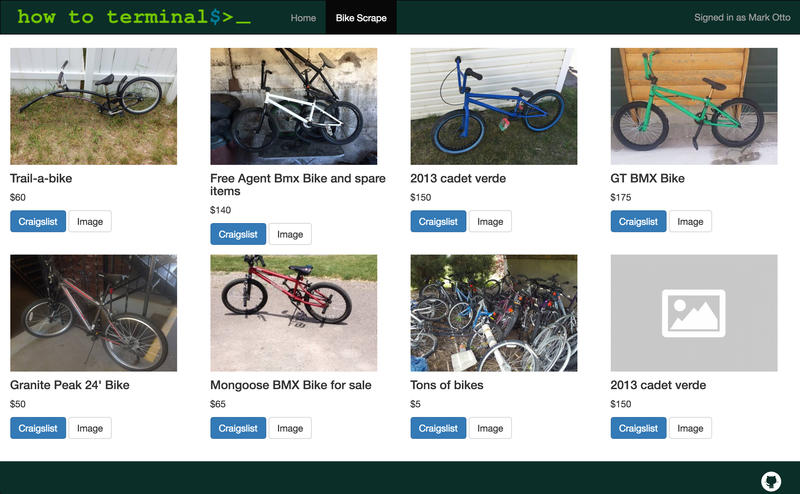 how to terminal$>_
Home
Bike Scrape
Signed in as Mark Otto
Trail-a-bike
$60
Craigslist
Image
Free Agent Bmx Bike and spare
items
$140
Craigslist
Image
2013 cadet verde
$150
Craigslist
Image
GT BMX Bike
$175
Craigslist
Image
Granite Peak 24' Bike
$50
Craigslist
Image
Mongoose BMX Bike for sale
$65
Craigslist
Image
Tons of bikes
$5
Craigslist
Image
2013 cadet verde
$150
Craigslist
Image